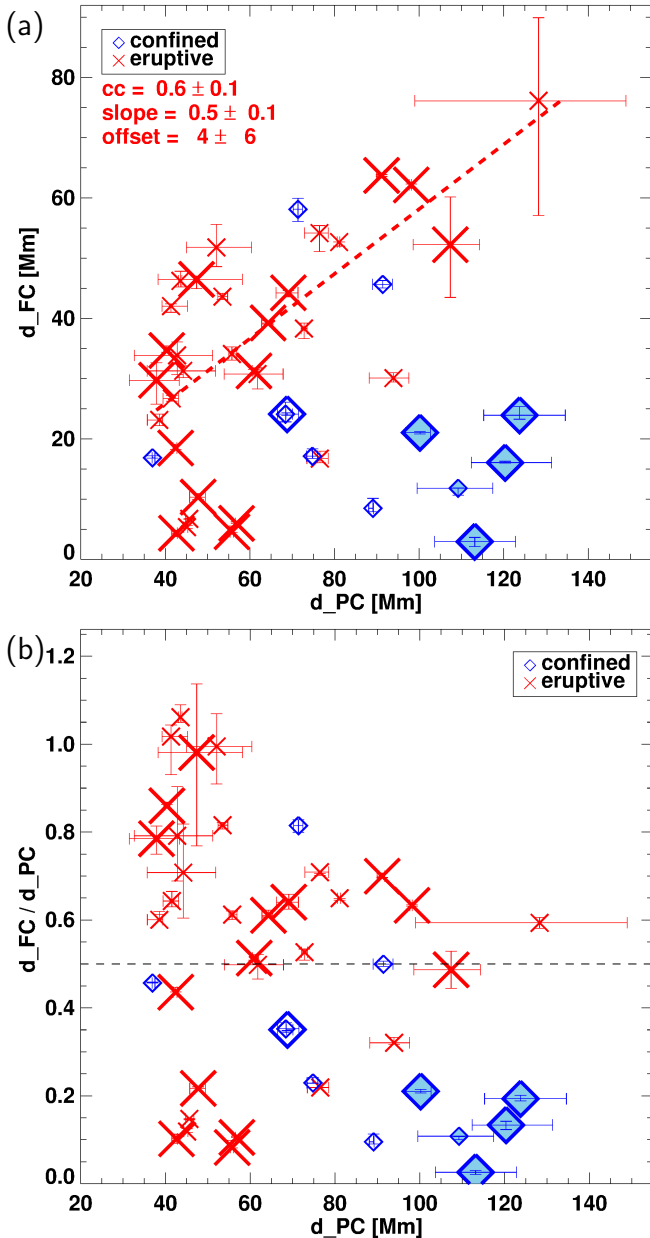 (a)
confined
eruptive
cc = 0.6 ± 0.1
slope = 0.5 ± 0.1
offset = 4 ± 6
80
60
40
20
0
d_FC [Mm]
20 40 60 80 100 120 140
d_PC [Mm]
(b)
confined
eruptive
1.2
1.0
0.8
0.6
0.4
0.2
0.0
d_FC / d_PC
20 40 60 80 100 120 140
d_PC [Mm]